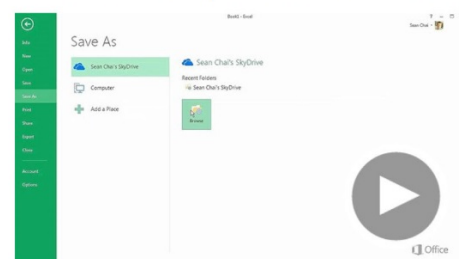 Book1 - Excel
Sean Chai
Info
New
Open
Save
Save As
Print
Share
Export
Close
Account
Options
Save As
Sean Chai's SkyDrive
Computer
Add a Place
Sean Chai's SkyDrive
Recent Folders
Sean Chai's SkyDrive
Browse
Office